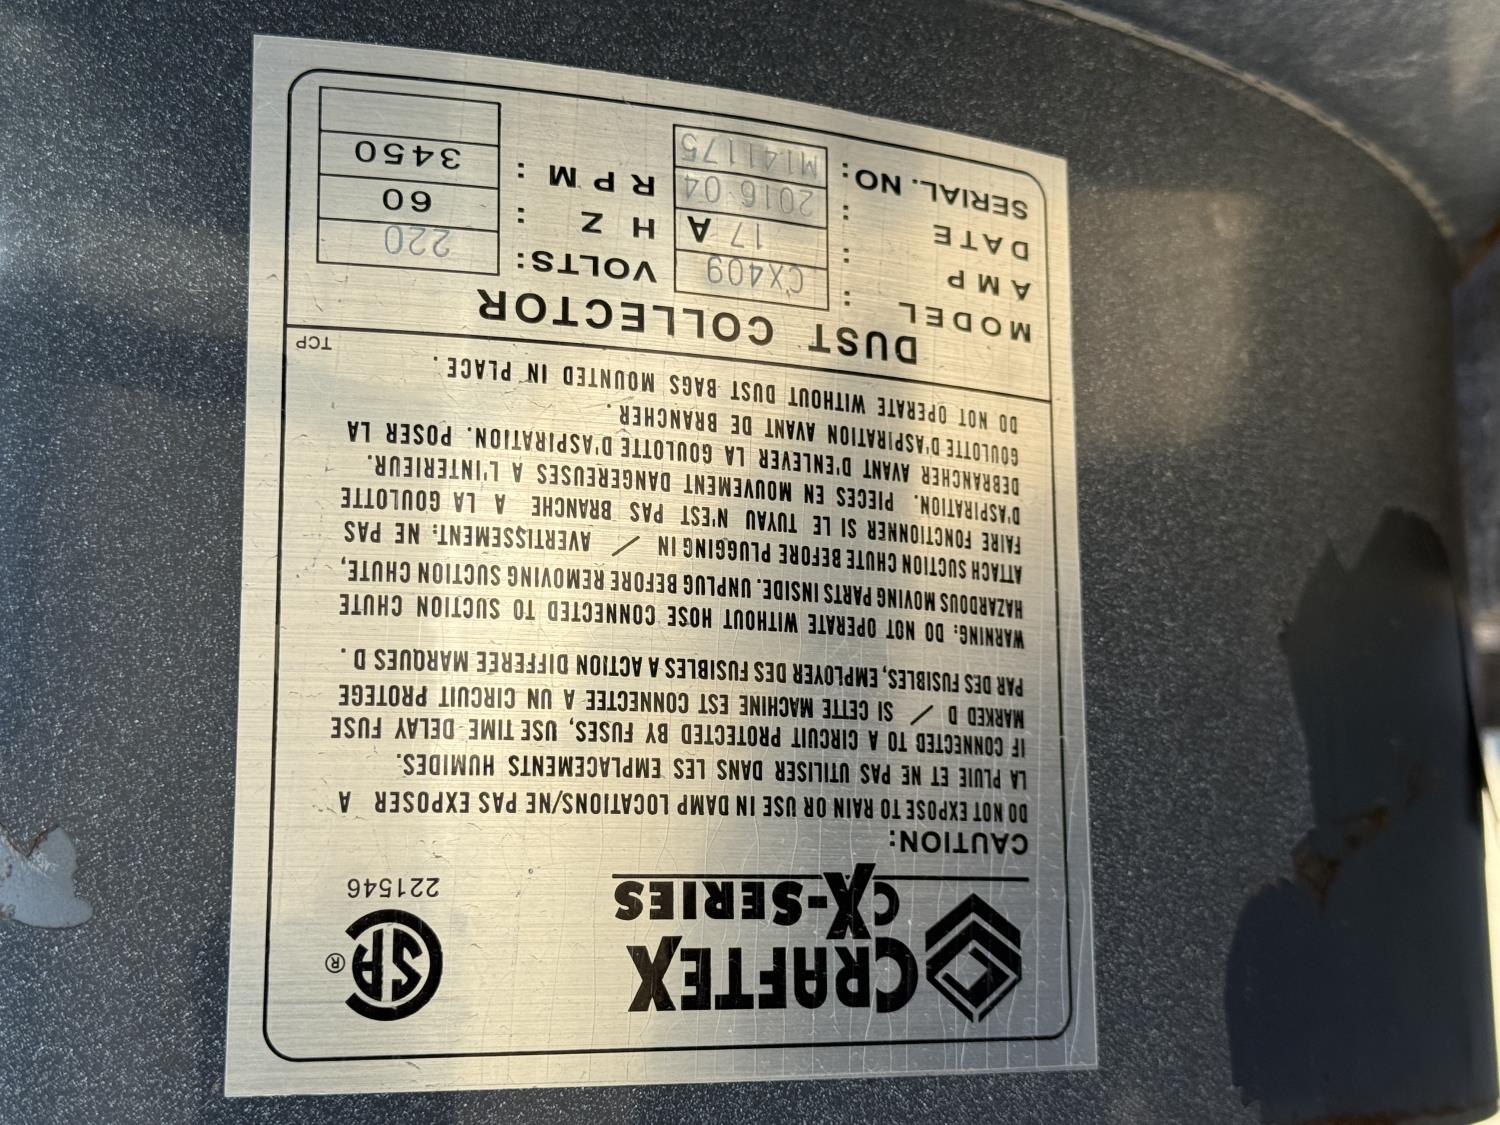 CRAFTEX
CX-SERIES
SA ®
221546
CAUTION:
DO NOT EXPOSE TO RAIN OR USE IN DAMP LOCATIONS/NE PAS EXPOSER A
LA PLUIE ET NE PAS UTILISER DANS LES EMPLACEMENTS HUMIDES.
IF CONNECTED TO A CIRCUIT PROTECTED BY FUSES, USE TIME DELAY FUSE
MARKED D / SI CETTE MACHINE EST CONNECTEE A UN CIRCUIT PROTEGE
PAR DES FUSIBLES, EMPLOYER DES FUSIBLES A ACTION DIFFEREE MARQUES D.
WARNING: DO NOT OPERATE WITHOUT HOSE CONNECTED TO SUCTION CHUTE
HAZARDOUS MOVING PARTS INSIDE. UNPLUG BEFORE REMOVING SUCTION CHUTE,
ATTACH SUCTION CHUTE BEFORE PLUGGING IN / AVERTISSEMENT: NE PAS
FAIRE FONCTIONNER SI LE TUYAU N'EST PAS BRANCHE A LA GOULOTTE
D'ASPIRATION. PIECES EN MOUVEMENT DANGEREUSES A L'INTERIEUR.
DEBRANCHER AVANT D'ENLEVER LA GOULOTTE D'ASPIRATION. POSER LA
GOULOTTE D'ASPIRATION AVANT DE BRANCHER.
DO NOT OPERATE WITHOUT DUST BAGS MOUNTED IN PLACE.
TCP
DUST COLLECTOR
MODEL : CX409 VOLTS: 220
AMP : 17 A HZ : 60
DATE : 2016 04 RPM : 3450
SERIAL. NO: M141175